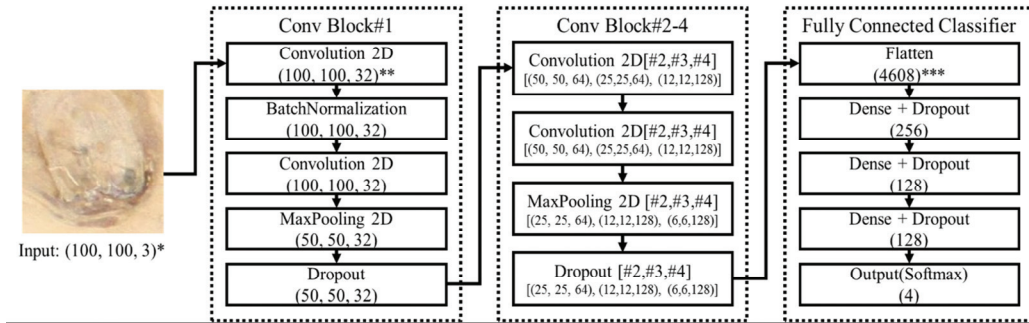 Conv Block#1
Convolution 2D
(100, 100, 32)**
BatchNormalization
(100, 100, 32)
Convolution 2D
(100, 100, 32)
MaxPooling 2D
(50, 50, 32)
Dropout
(50, 50, 32)
Input: (100, 100, 3)*
Conv Block#2-4
Convolution 2D[#2,#3,#4]
[(50, 50, 64), (25,25,64), (12,12,128)]
Convolution 2D[#2,#3,#4]
[(50, 50, 64), (25,25,64), (12,12,128)]
MaxPooling 2D [#2,#3,#4]
[(25, 25, 64), (12,12,128), (6,6,128)]
Dropout [#2,#3,#4]
[(25, 25, 64), (12,12,128), (6,6,128)]
Fully Connected Classifier
Flatten
(4608)***
Dense + Dropout
(256)
Dense + Dropout
(128)
Dense + Dropout
(128)
Output(Softmax)
(4)